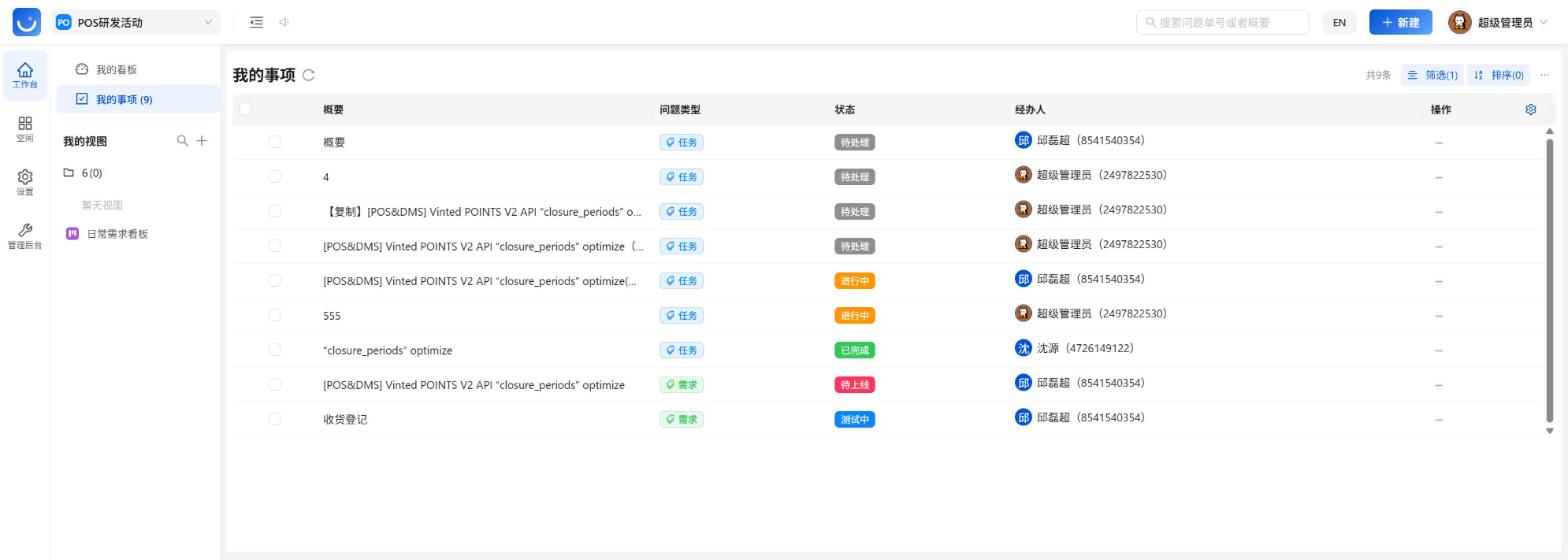 PO POS研发活动
搜索问题单号或者概要
EN
+ 新建
超级管理员
工作台
空间
设置
管理后台
我的看板
我的事项 (9)
我的视图
6(0)
暂无视图
日常需求看板
我的事项
共9条 筛选(1) 排序(0) ...
概要 问题类型 状态 经办人 操作
概要 任务 待处理 邱 邱磊超（8541540354） ...
4 任务 待处理 超级管理员（2497822530） ...
【复制】[POS&DMS] Vinted POINTS V2 API “closure_periods” o... 任务 待处理 超级管理员（2497822530） ...
[POS&DMS] Vinted POINTS V2 API “closure_periods” optimize（... 任务 待处理 超级管理员（2497822530） ...
[POS&DMS] Vinted POINTS V2 API “closure_periods” optimize(... 任务 进行中 邱 邱磊超（8541540354） ...
555 任务 进行中 超级管理员（2497822530） ...
“closure_periods” optimize 任务 已完成 沈 沈源（4726149122） ...
[POS&DMS] Vinted POINTS V2 API “closure_periods” optimize 需求 待上线 邱 邱磊超（8541540354） ...
收货登记 需求 测试中 邱 邱磊超（8541540354） ...